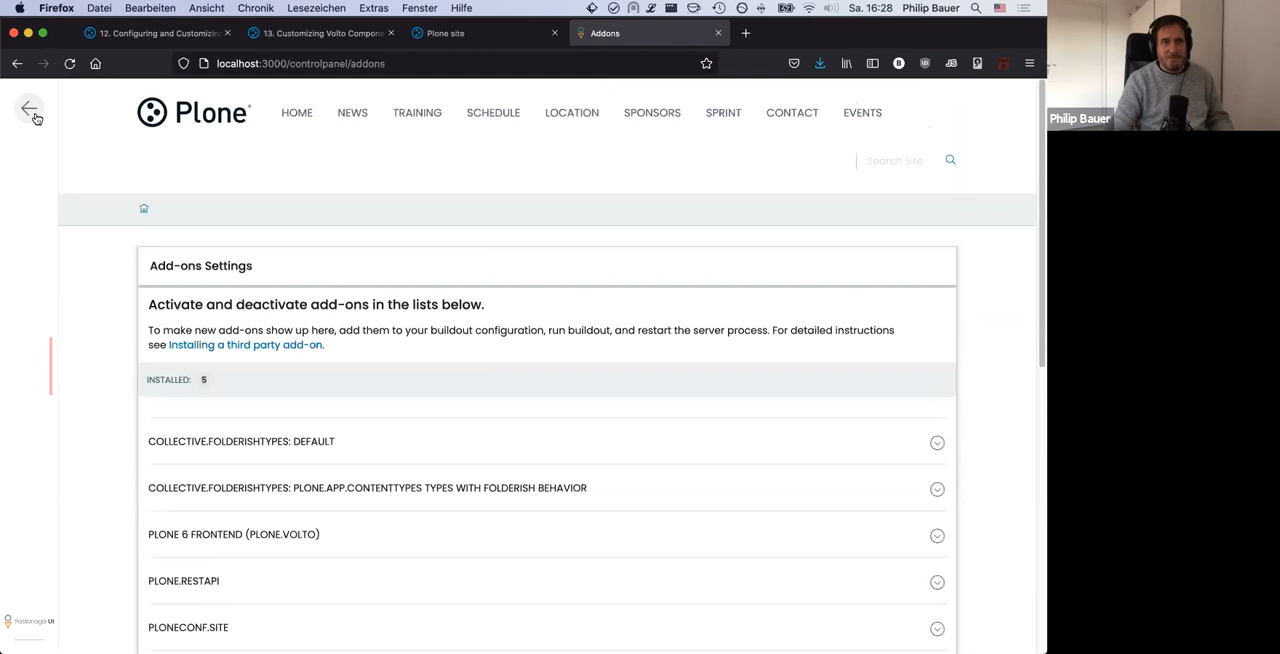 Firefox Datei Bearbeiten Ansicht Chronik Lesezeichen Extras Fenster Hilfe Sa. 16:28 Philip Bauer
12. Configuring and Customizin 13. Customizing Volto Compone Plone site Addons
localhost:3000/controlpanel/addons
Philip Bauer
Plone
HOME NEWS TRAINING SCHEDULE LOCATION SPONSORS SPRINT CONTACT EVENTS
Search Site
Add-ons Settings
Activate and deactivate add-ons in the lists below.
To make new add-ons show up here, add them to your buildout configuration, run buildout, and restart the server process. For detailed instructions
see Installing a third party add-on.
INSTALLED: 5
COLLECTIVE.FOLDERISHTYPES: DEFAULT
COLLECTIVE.FOLDERISHTYPES: PLONE.APP.CONTENTTYPES TYPES WITH FOLDERISH BEHAVIOR
PLONE 6 FRONTEND (PLONE.VOLTO)
PLONE.RESTAPI
Pastanaga UI
PLONECONF.SITE